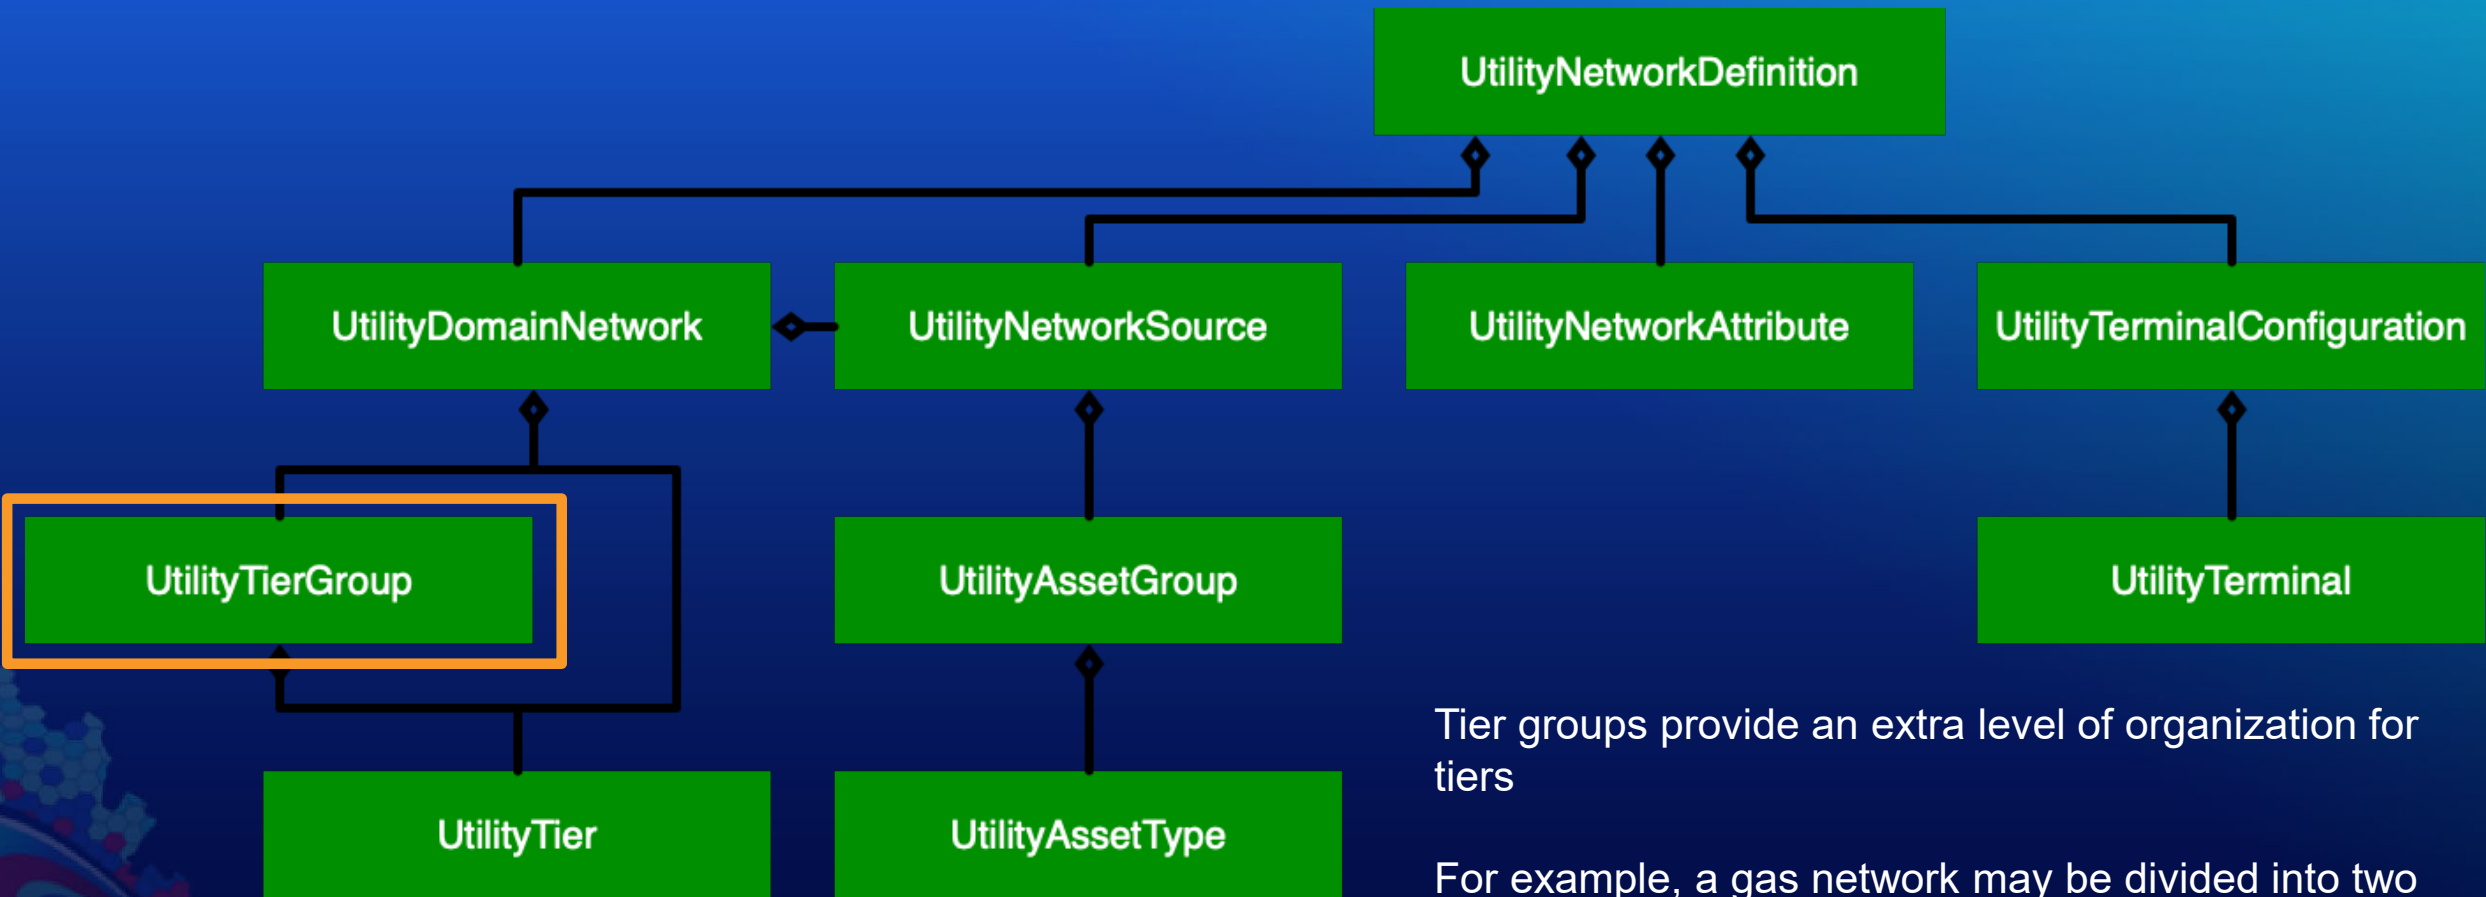 UtilityNetworkDefinition
UtilityDomainNetwork
UtilityNetworkSource
UtilityNetworkAttribute
UtilityTerminalConfiguration
UtilityTierGroup
UtilityAssetGroup
UtilityTerminal
Tier groups provide an extra level of organization for
tiers
UtilityTier
UtilityAssetType
For example, a gas network may be divided into two